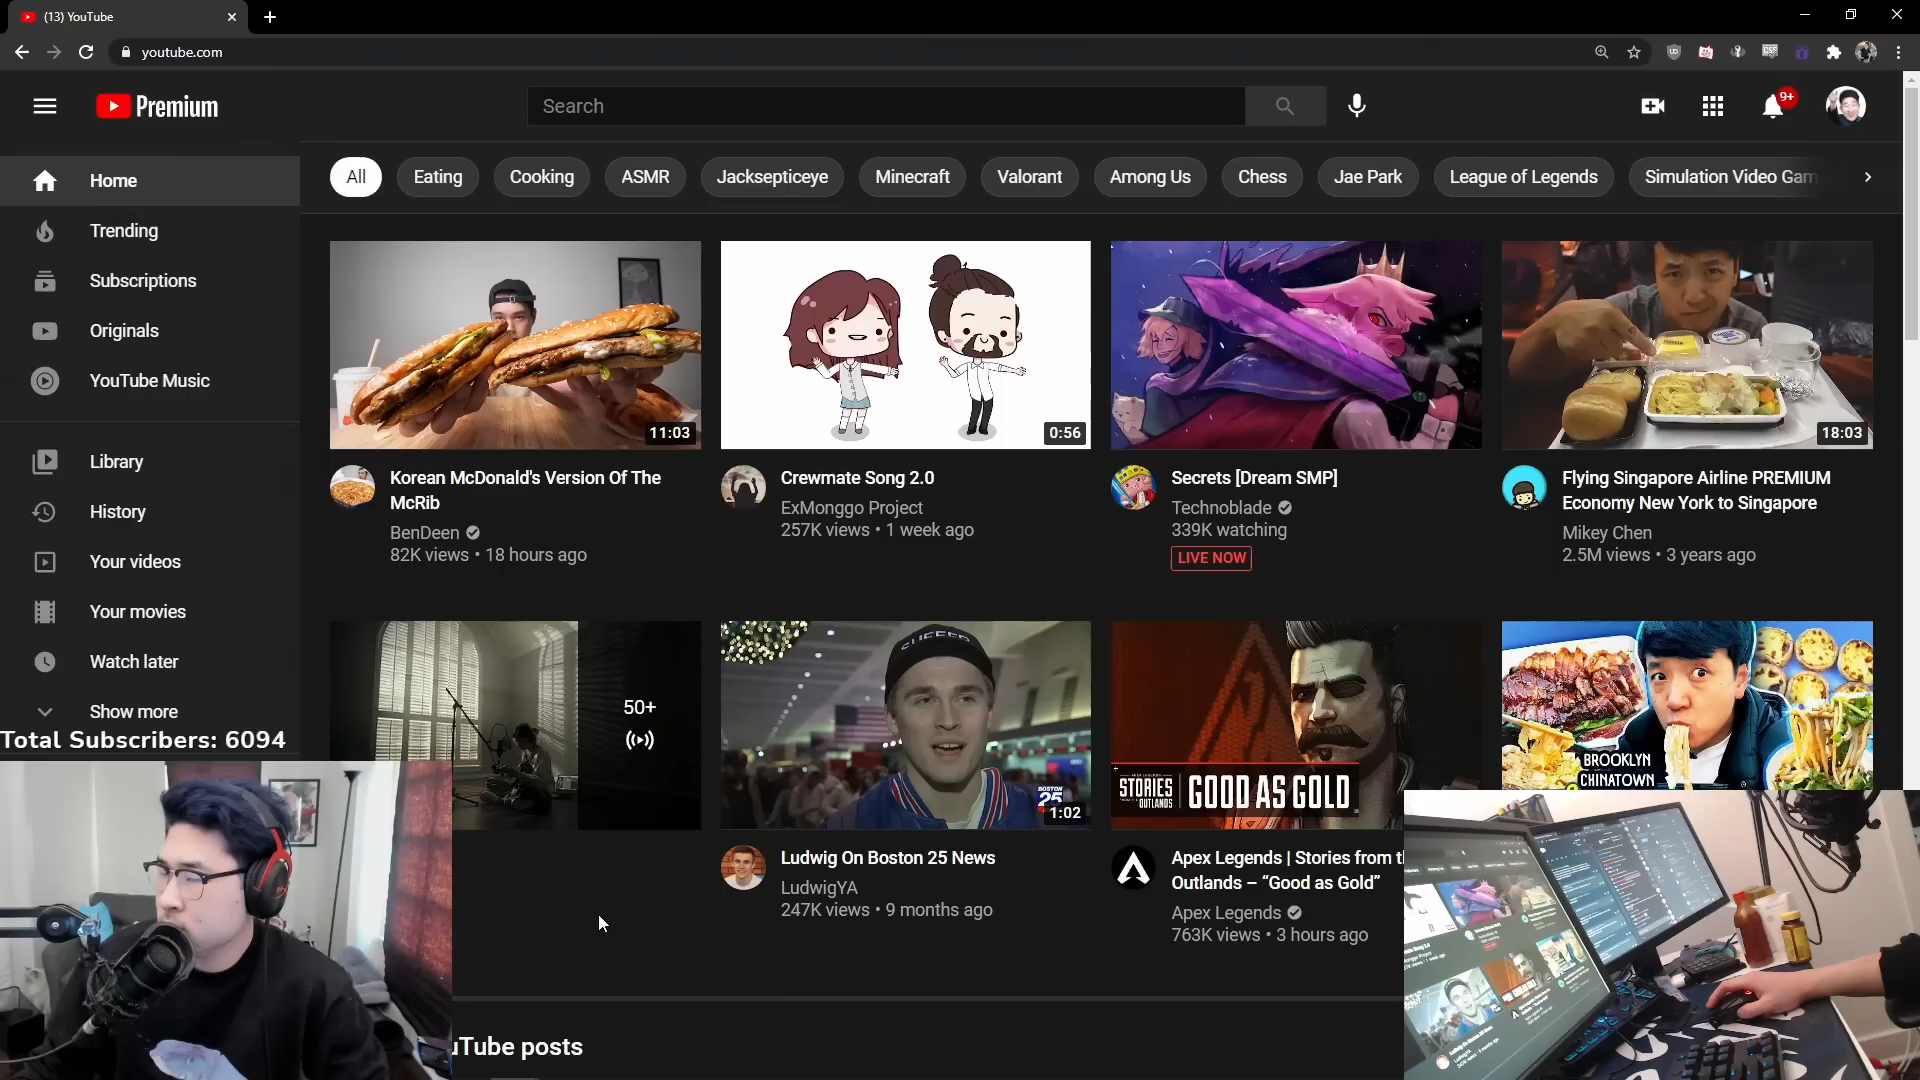 (13) YouTube
youtube.com
Premium
Search
9+
Home
Trending
Subscriptions
Originals
YouTube Music
Library
History
Your videos
Your movies
Watch later
Show more
Total Subscribers: 6094
All
Eating
Cooking
ASMR
Jacksepticeye
Minecraft
Valorant
Among Us
Chess
Jae Park
League of Legends
Simulation Video Gam
11:03
Korean McDonald's Version Of The
McRib
BenDeen
82K views • 18 hours ago
0:56
Crewmate Song 2.0
ExMonggo Project
257K views • 1 week ago
Secrets [Dream SMP]
Technoblade
339K watching
LIVE NOW
18:03
Flying Singapore Airline PREMIUM
Economy New York to Singapore
Mikey Chen
2.5M views • 3 years ago
50+
BOSTON
25
1:02
Ludwig On Boston 25 News
LudwigYA
247K views • 9 months ago
STORIES
OUTLANDS
GOOD AS GOLD
Apex Legends | Stories from t
Outlands – “Good as Gold”
Apex Legends
763K views • 3 hours ago
BROOKLYN
CHINATOWN
uTube posts